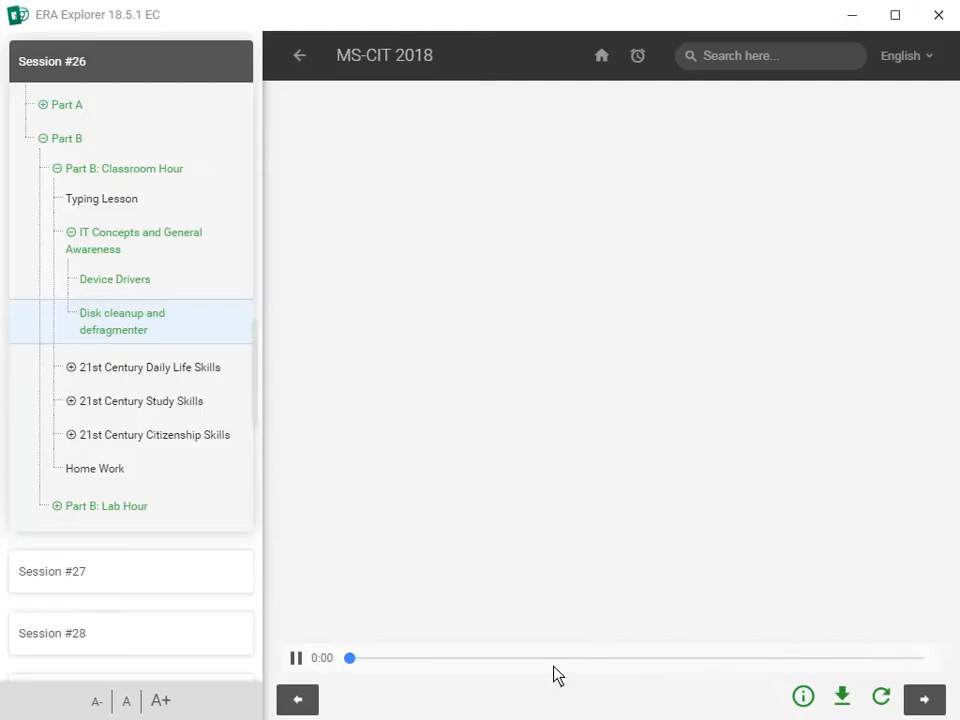 ERA Explorer 18.5.1 EC
Session #26
MS-CIT 2018
Search here...
English
Part A
Part B
Part B: Classroom Hour
Typing Lesson
IT Concepts and General
Awareness
Device Drivers
Disk cleanup and
defragmenter
21st Century Daily Life Skills
21st Century Study Skills
21st Century Citizenship Skills
Home Work
Part B: Lab Hour
Session #27
Session #28
0:00
A- A A+